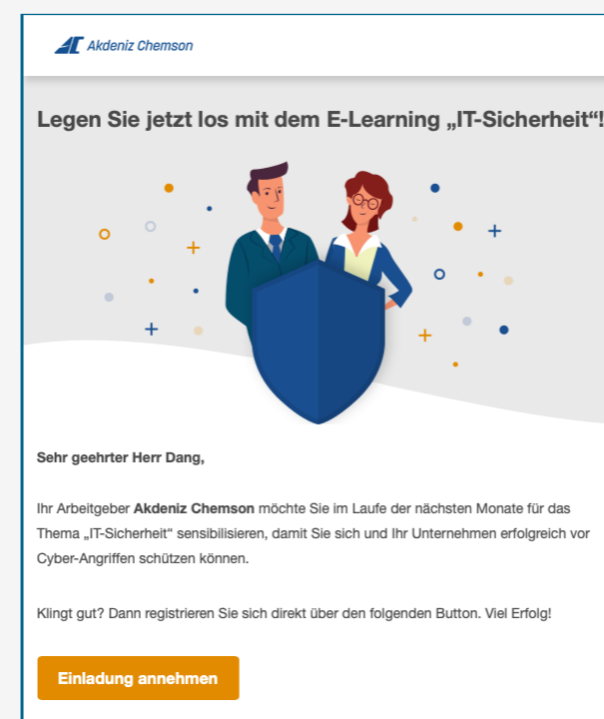 Akdeniz Chemson
Legen Sie jetzt los mit dem E-Learning „IT-Sicherheit“!
Sehr geehrter Herr Dang,
Ihr Arbeitgeber Akdeniz Chemson möchte Sie im Laufe der nächsten Monate für das
Thema „IT-Sicherheit“ sensibilisieren, damit Sie sich und Ihr Unternehmen erfolgreich vor
Cyber-Angriffen schützen können.
Klingt gut? Dann registrieren Sie sich direkt über den folgenden Button. Viel Erfolg!
Einladung annehmen